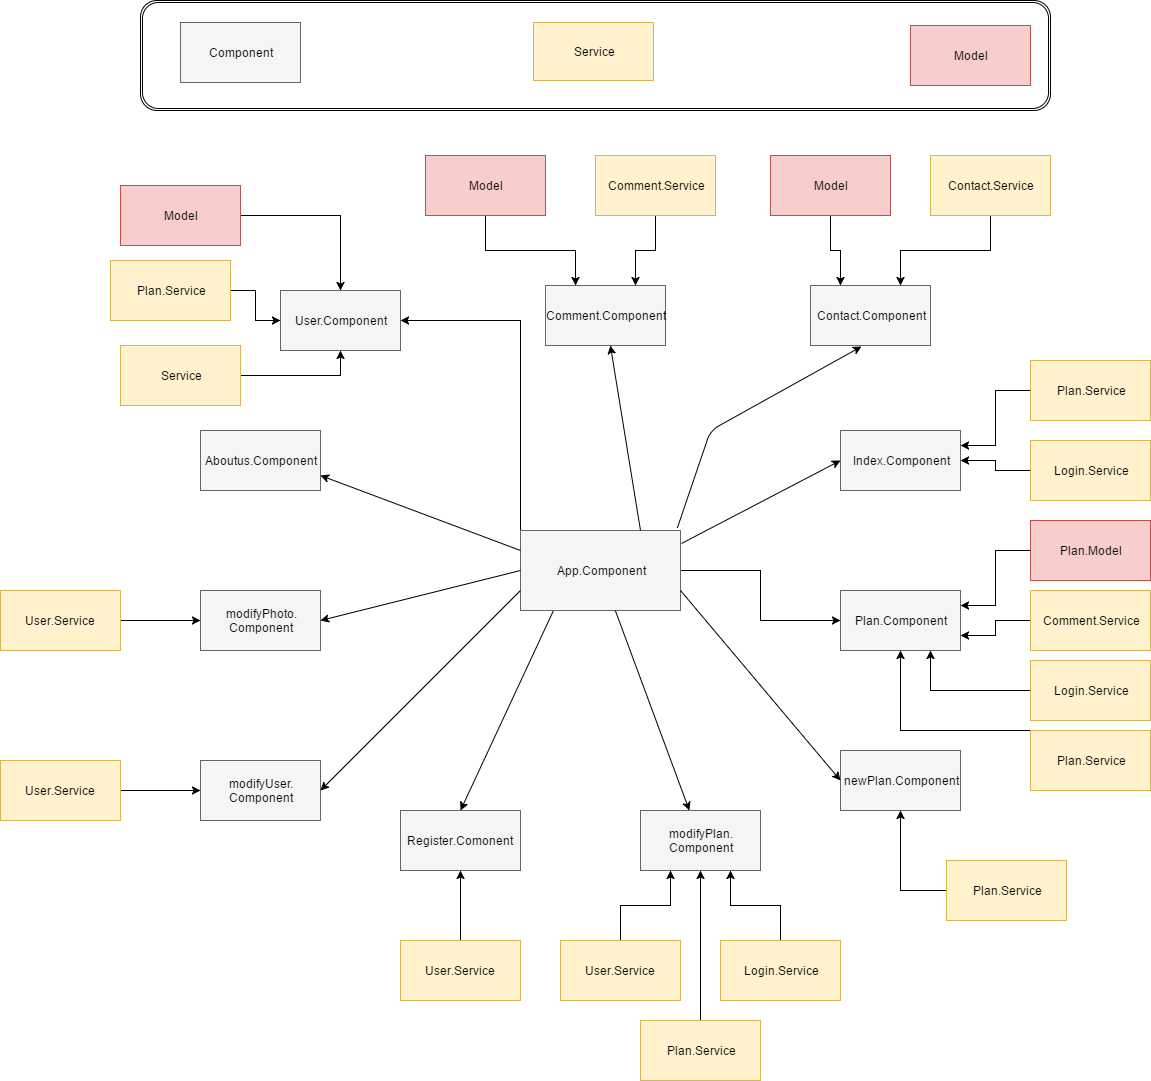 Component
Service
Model
Model
Comment.Service
Model
Contact.Service
Model
Plan.Service
User.Component
Comment.Component
Contact.Component
Service
Plan.Service
Aboutus.Component
Index.Component
Login.Service
App.Component
Plan.Model
User.Service
modifyPhoto.
Component
Plan.Component
Comment.Service
Login.Service
Plan.Service
User.Service
modifyUser.
Component
newPlan.Component
Register.Comonent
modifyPlan.
Component
Plan.Service
User.Service
User.Service
Login.Service
Plan.Service